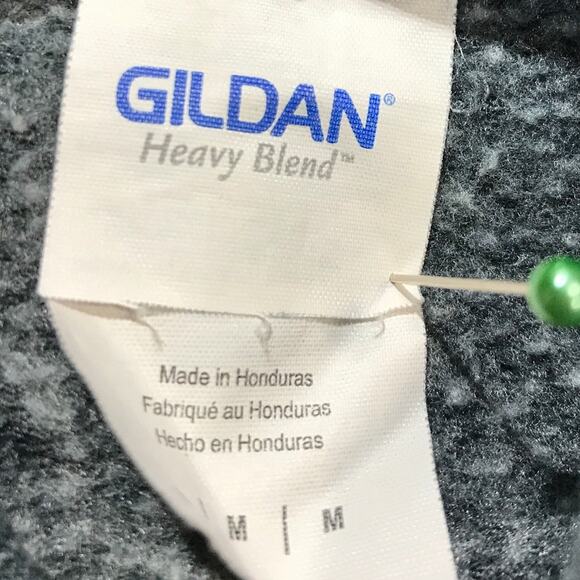 GILDAN®
Heavy Blend™
Made in Honduras
Fabriqué au Honduras
Hecho en Honduras
| M | M